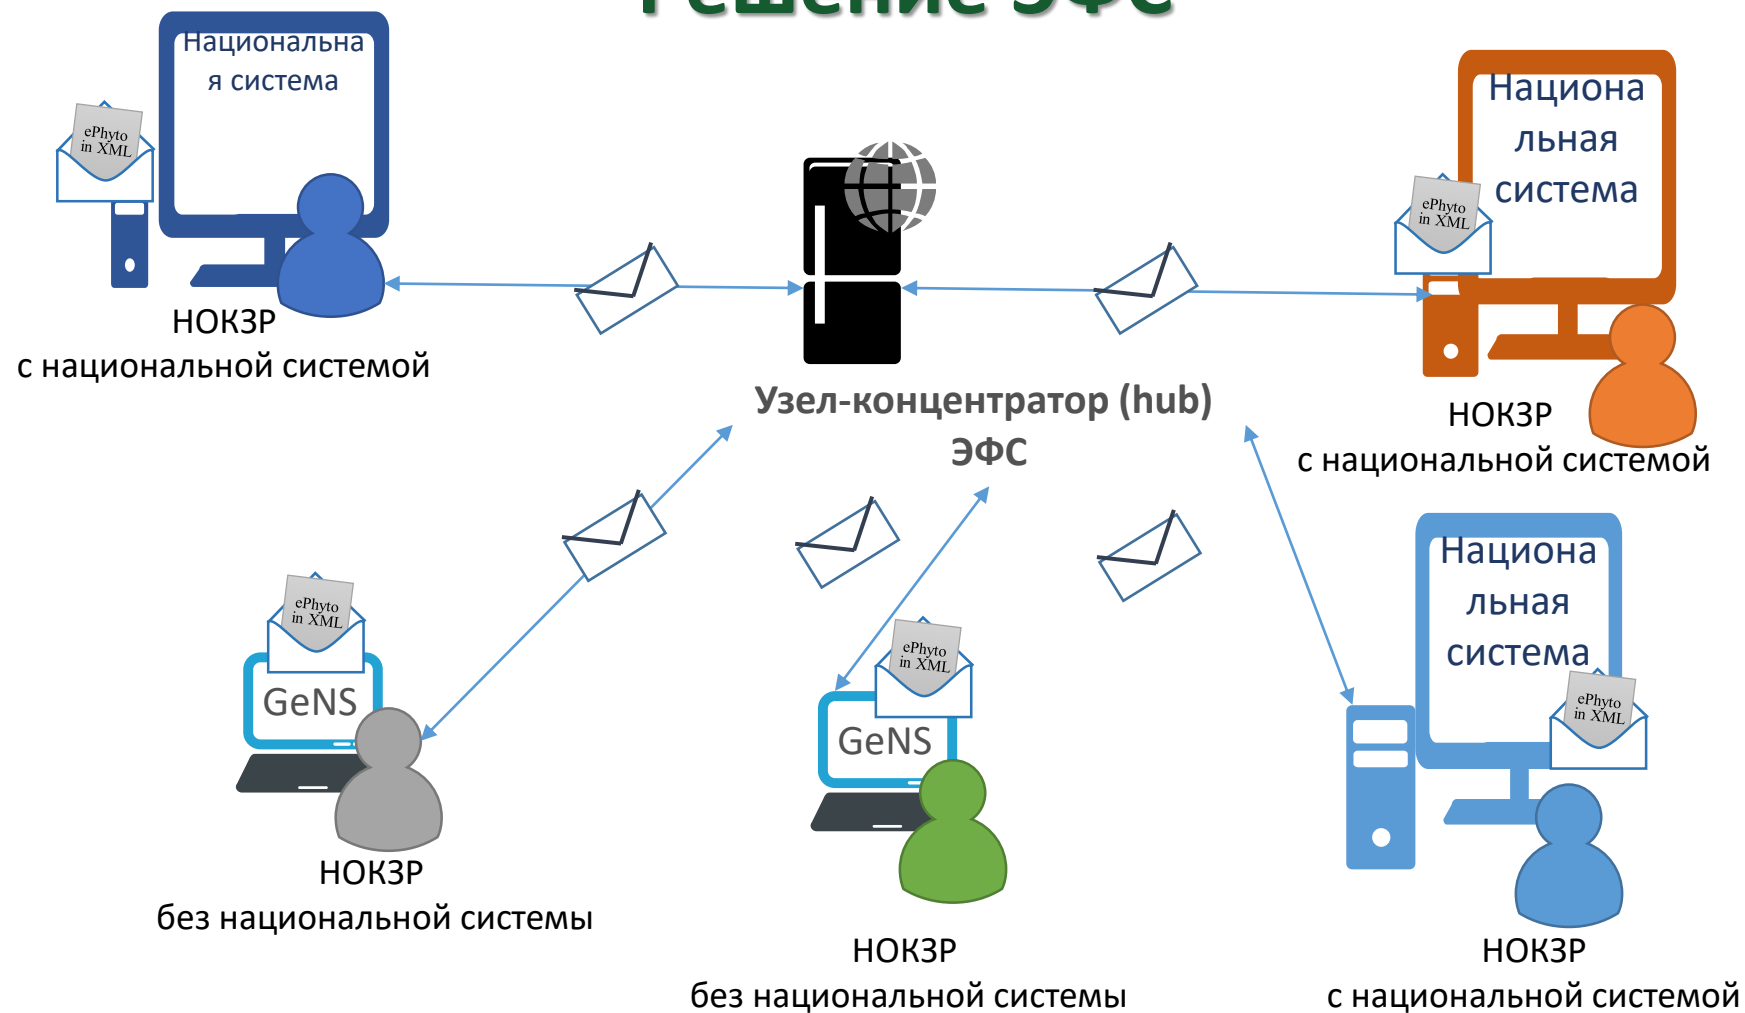 Решение ЭФС
Национальна
я система
ePhyto
in XML
НОКЗР
с национальной системой
Национа
льная
система
ePhyto
in XML
НОКЗР
с национальной системой
Узел-концентратор (hub)
ЭФС
ePhyto
in XML
GeNS
НОКЗР
без национальной системы
ePhyto
in XML
GeNS
НОКЗР
без национальной системы
Национа
льная
система
ePhyto
in XML
НОКЗР
с национальной системой